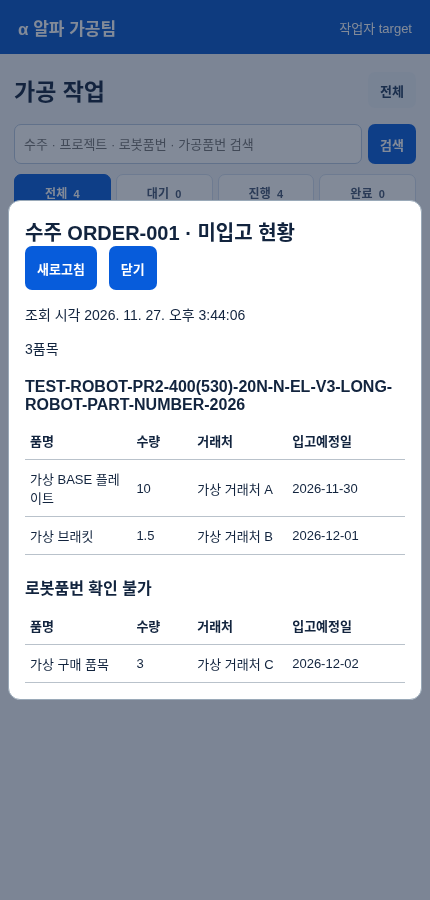 α 알파 가공팀 작업자 target
가공 작업 전체
수주 · 프로젝트 · 로봇품번 · 가공품번 검색 검색
전체 4 대기 0 진행 4 완료 0
수주 ORDER-001 · 미입고 현황
새로고침 닫기
조회 시각 2026. 11. 27. 오후 3:44:06
3품목
TEST-ROBOT-PR2-400(530)-20N-N-EL-V3-LONG-
ROBOT-PART-NUMBER-2026
품명 수량 거래처 입고예정일
가상 BASE 플레
이트 10 가상 거래처 A 2026-11-30
가상 브래킷 1.5 가상 거래처 B 2026-12-01
로봇품번 확인 불가
품명 수량 거래처 입고예정일
가상 구매 품목 3 가상 거래처 C 2026-12-02